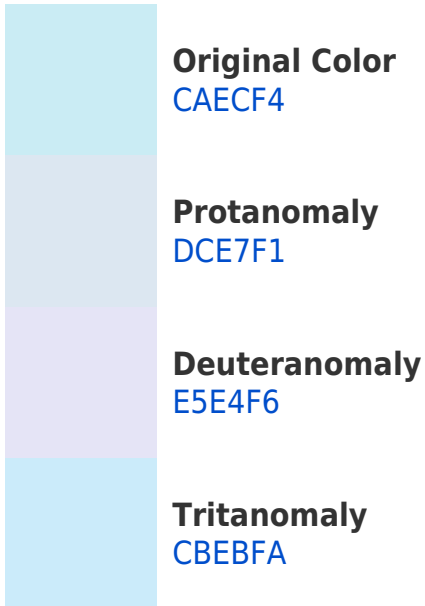 Original Color
CAECF4
Protanomaly
DCE7F1
Deuteranomaly
E5E4F6
Tritanomaly
CBEBFA